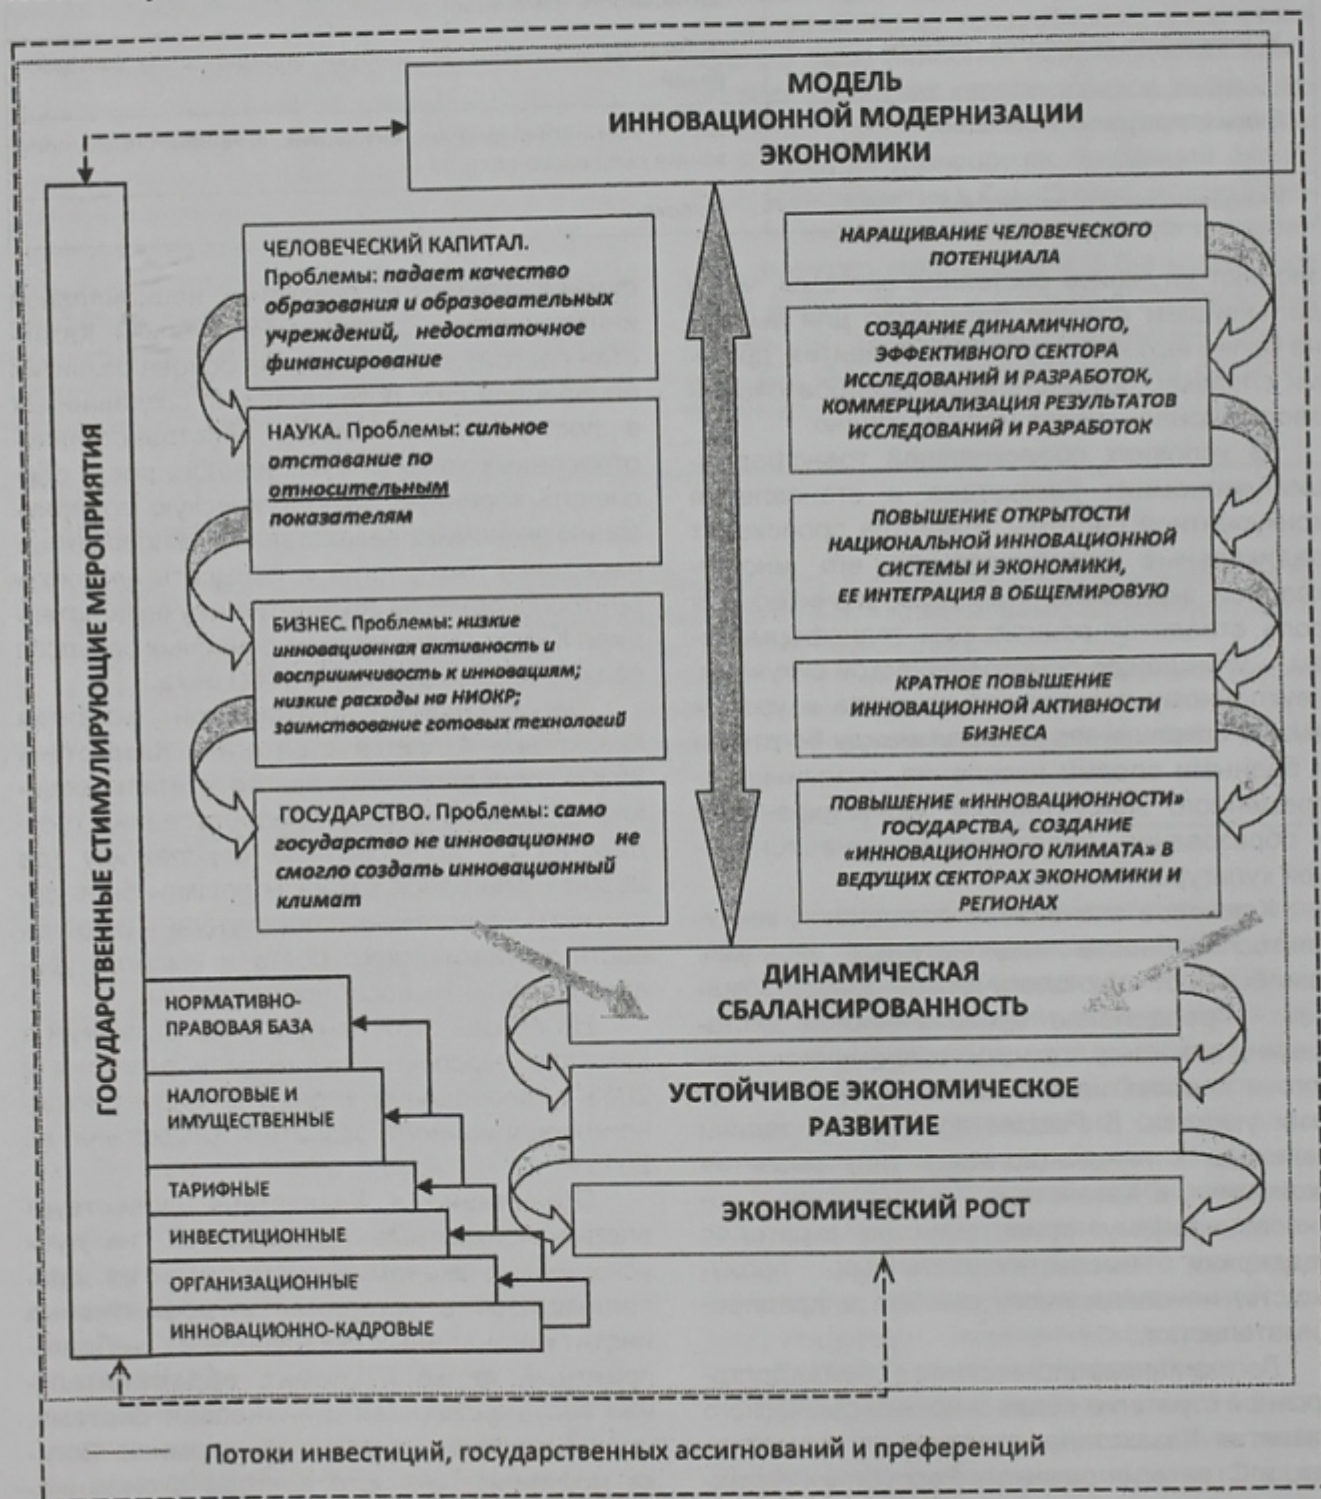 МОДЕЛЬ
ИННОВАЦИОННОЙ МОДЕРНИЗАЦИИ
ЭКОНОМИКИ
ГОСУДАРСТВЕННЫЕ СТИМУЛИРУЮЩИЕ МЕРОПРИЯТИЯ
ЧЕЛОВЕЧЕСКИЙ КАПИТАЛ.
Проблемы: падает качество
образования и образовательных
учреждений, недостаточное
финансирование
НАУКА. Проблемы: сильное
отставание по
относительным
показателям
БИЗНЕС. Проблемы: низкие
инновационная активность и
восприимчивость к инновациям;
низкие расходы на НИОКР;
заимствование готовых технологий
ГОСУДАРСТВО. Проблемы: само
государство не инновационно не
смогло создать инновационный
климат
НАРАЩИВАНИЕ ЧЕЛОВЕЧЕСКОГО
ПОТЕНЦИАЛА
СОЗДАНИЕ ДИНАМИЧНОГО,
ЭФФЕКТИВНОГО СЕКТОРА
ИССЛЕДОВАНИЙ И РАЗРАБОТОК,
КОММЕРЦИАЛИЗАЦИЯ РЕЗУЛЬТАТОВ
ИССЛЕДОВАНИЙ И РАЗРАБОТОК
ПОВЫШЕНИЕ ОТКРЫТОСТИ
НАЦИОНАЛЬНОЙ ИННОВАЦИОННОЙ
СИСТЕМЫ И ЭКОНОМИКИ,
ЕЕ ИНТЕГРАЦИЯ В ОБЩЕМИРОВУЮ
КРАТНОЕ ПОВЫШЕНИЕ
ИННОВАЦИОННОЙ АКТИВНОСТИ
БИЗНЕСА
ПОВЫШЕНИЕ «ИННОВАЦИОННОСТИ»
ГОСУДАРСТВА, СОЗДАНИЕ
«ИННОВАЦИОННОГО КЛИМАТА» В
ВЕДУЩИХ СЕКТОРАХ ЭКОНОМИКИ И
РЕГИОНАХ
НОРМАТИВНО-
ПРАВОВАЯ БАЗА
НАЛОГОВЫЕ И
ИМУЩЕСТВЕННЫЕ
ТАРИФНЫЕ
ИНВЕСТИЦИОННЫЕ
ОРГАНИЗАЦИОННЫЕ
ИННОВАЦИОННО-КАДРОВЫЕ
ДИНАМИЧЕСКАЯ
СБАЛАНСИРОВАННОСТЬ
УСТОЙЧИВОЕ ЭКОНОМИЧЕСКОЕ
РАЗВИТИЕ
ЭКОНОМИЧЕСКИЙ РОСТ
Потоки инвестиций, государственных ассигнований и преференций